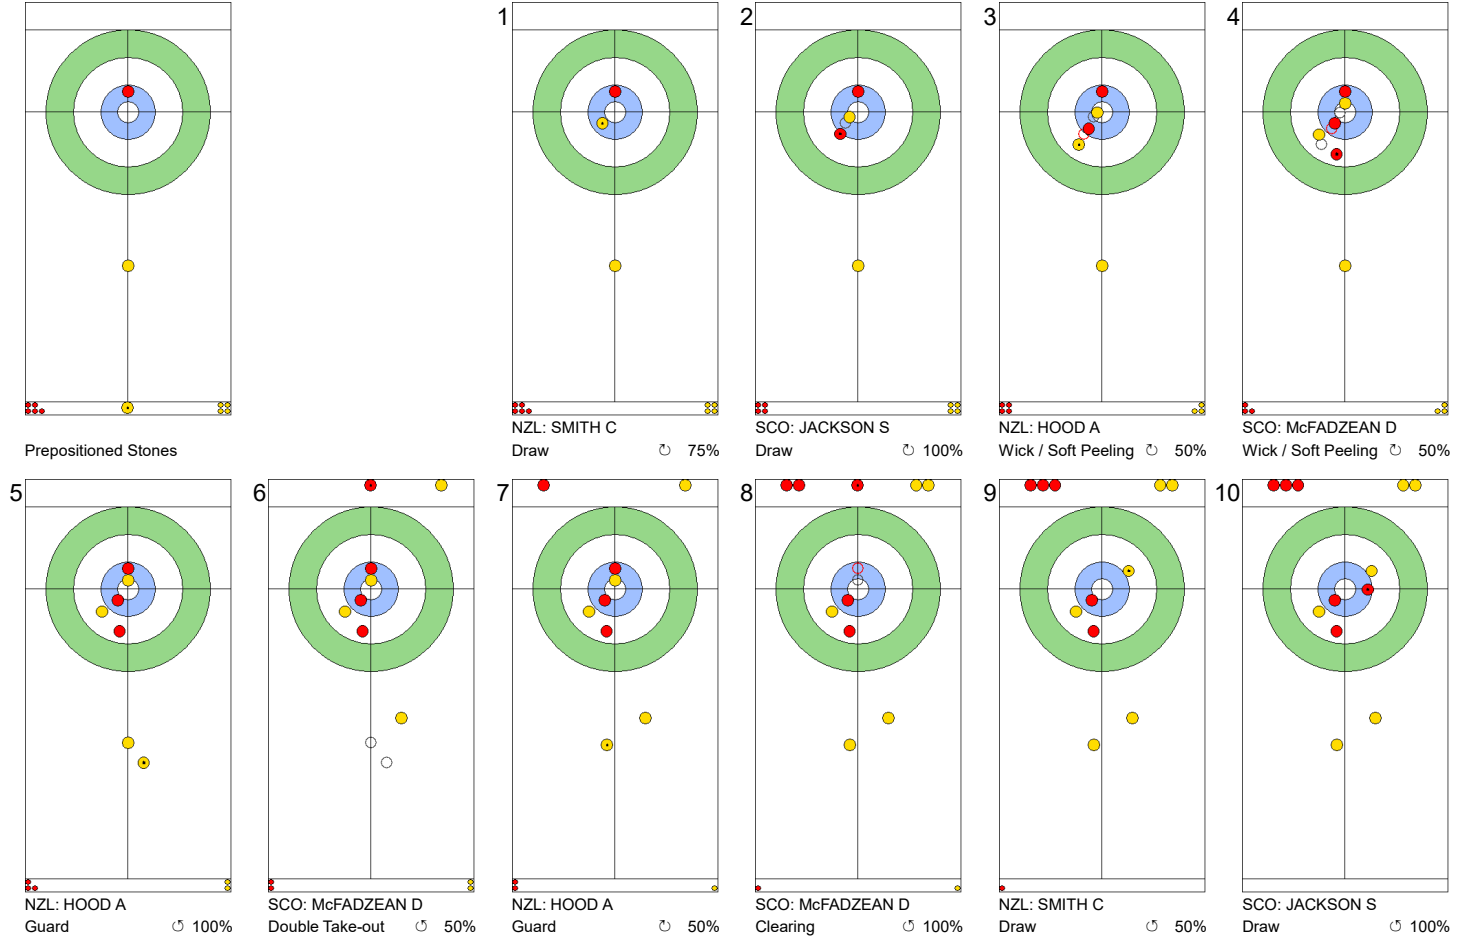 1
2
3
4
Prepositioned Stones
NZL: SMITH C
Draw ↻ 75%
SCO: JACKSON S
Draw ↻ 100%
NZL: HOOD A
Wick / Soft Peeling ↻ 50%
SCO: McFADZEAN D
Wick / Soft Peeling ↻ 50%
5
6
7
8
9
10
NZL: HOOD A
Guard ↺ 100%
SCO: McFADZEAN D
Double Take-out ↺ 50%
NZL: HOOD A
Guard ↻ 50%
SCO: McFADZEAN D
Clearing ↺ 100%
NZL: SMITH C
Draw ↺ 50%
SCO: JACKSON S
Draw ↺ 100%